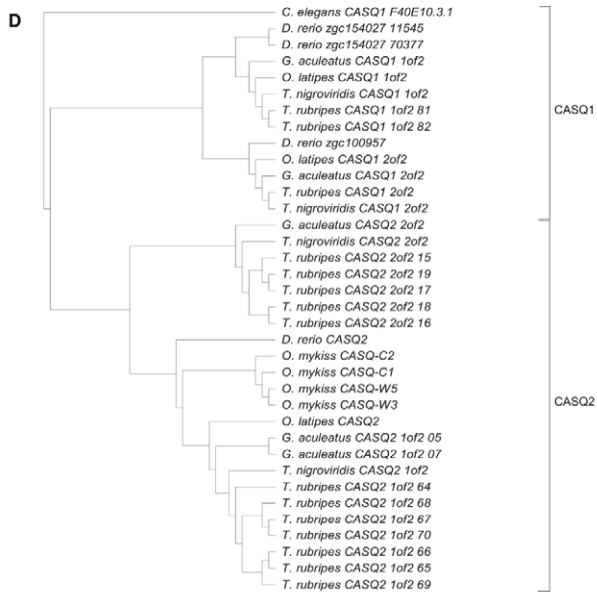 D
C. elegans CASQ1 F40E10.3.1
D. rerio zgc154027 11545
D. rerio zgc154027 70377
G. aculeatus CASQ1 1of2
O. latipes CASQ1 1of2
T. nigroviridis CASQ1 1of2
T. rubripes CASQ1 1of2 81
T. rubripes CASQ1 1of2 82
D. rerio zgc100957
O. latipes CASQ1 2of2
G. aculeatus CASQ1 2of2
T. rubripes CASQ1 2of2
T. nigroviridis CASQ1 2of2
CASQ1
G. aculeatus CASQ2 2of2
T. nigroviridis CASQ2 2of2
T. rubripes CASQ2 2of2 15
T. rubripes CASQ2 2of2 19
T. rubripes CASQ2 2of2 17
T. rubripes CASQ2 2of2 18
T. rubripes CASQ2 2of2 16
D. rerio CASQ2
O. mykiss CASQ-C2
O. mykiss CASQ-C1
O. mykiss CASQ-W5
O. mykiss CASQ-W3
O. latipes CASQ2
G. aculeatus CASQ2 1of2 05
G. aculeatus CASQ2 1of2 07
T. nigroviridis CASQ2 1of2
T. rubripes CASQ2 1of2 64
T. rubripes CASQ2 1of2 68
T. rubripes CASQ2 1of2 67
T. rubripes CASQ2 1of2 70
T. rubripes CASQ2 1of2 66
T. rubripes CASQ2 1of2 65
T. rubripes CASQ2 1of2 69
CASQ2